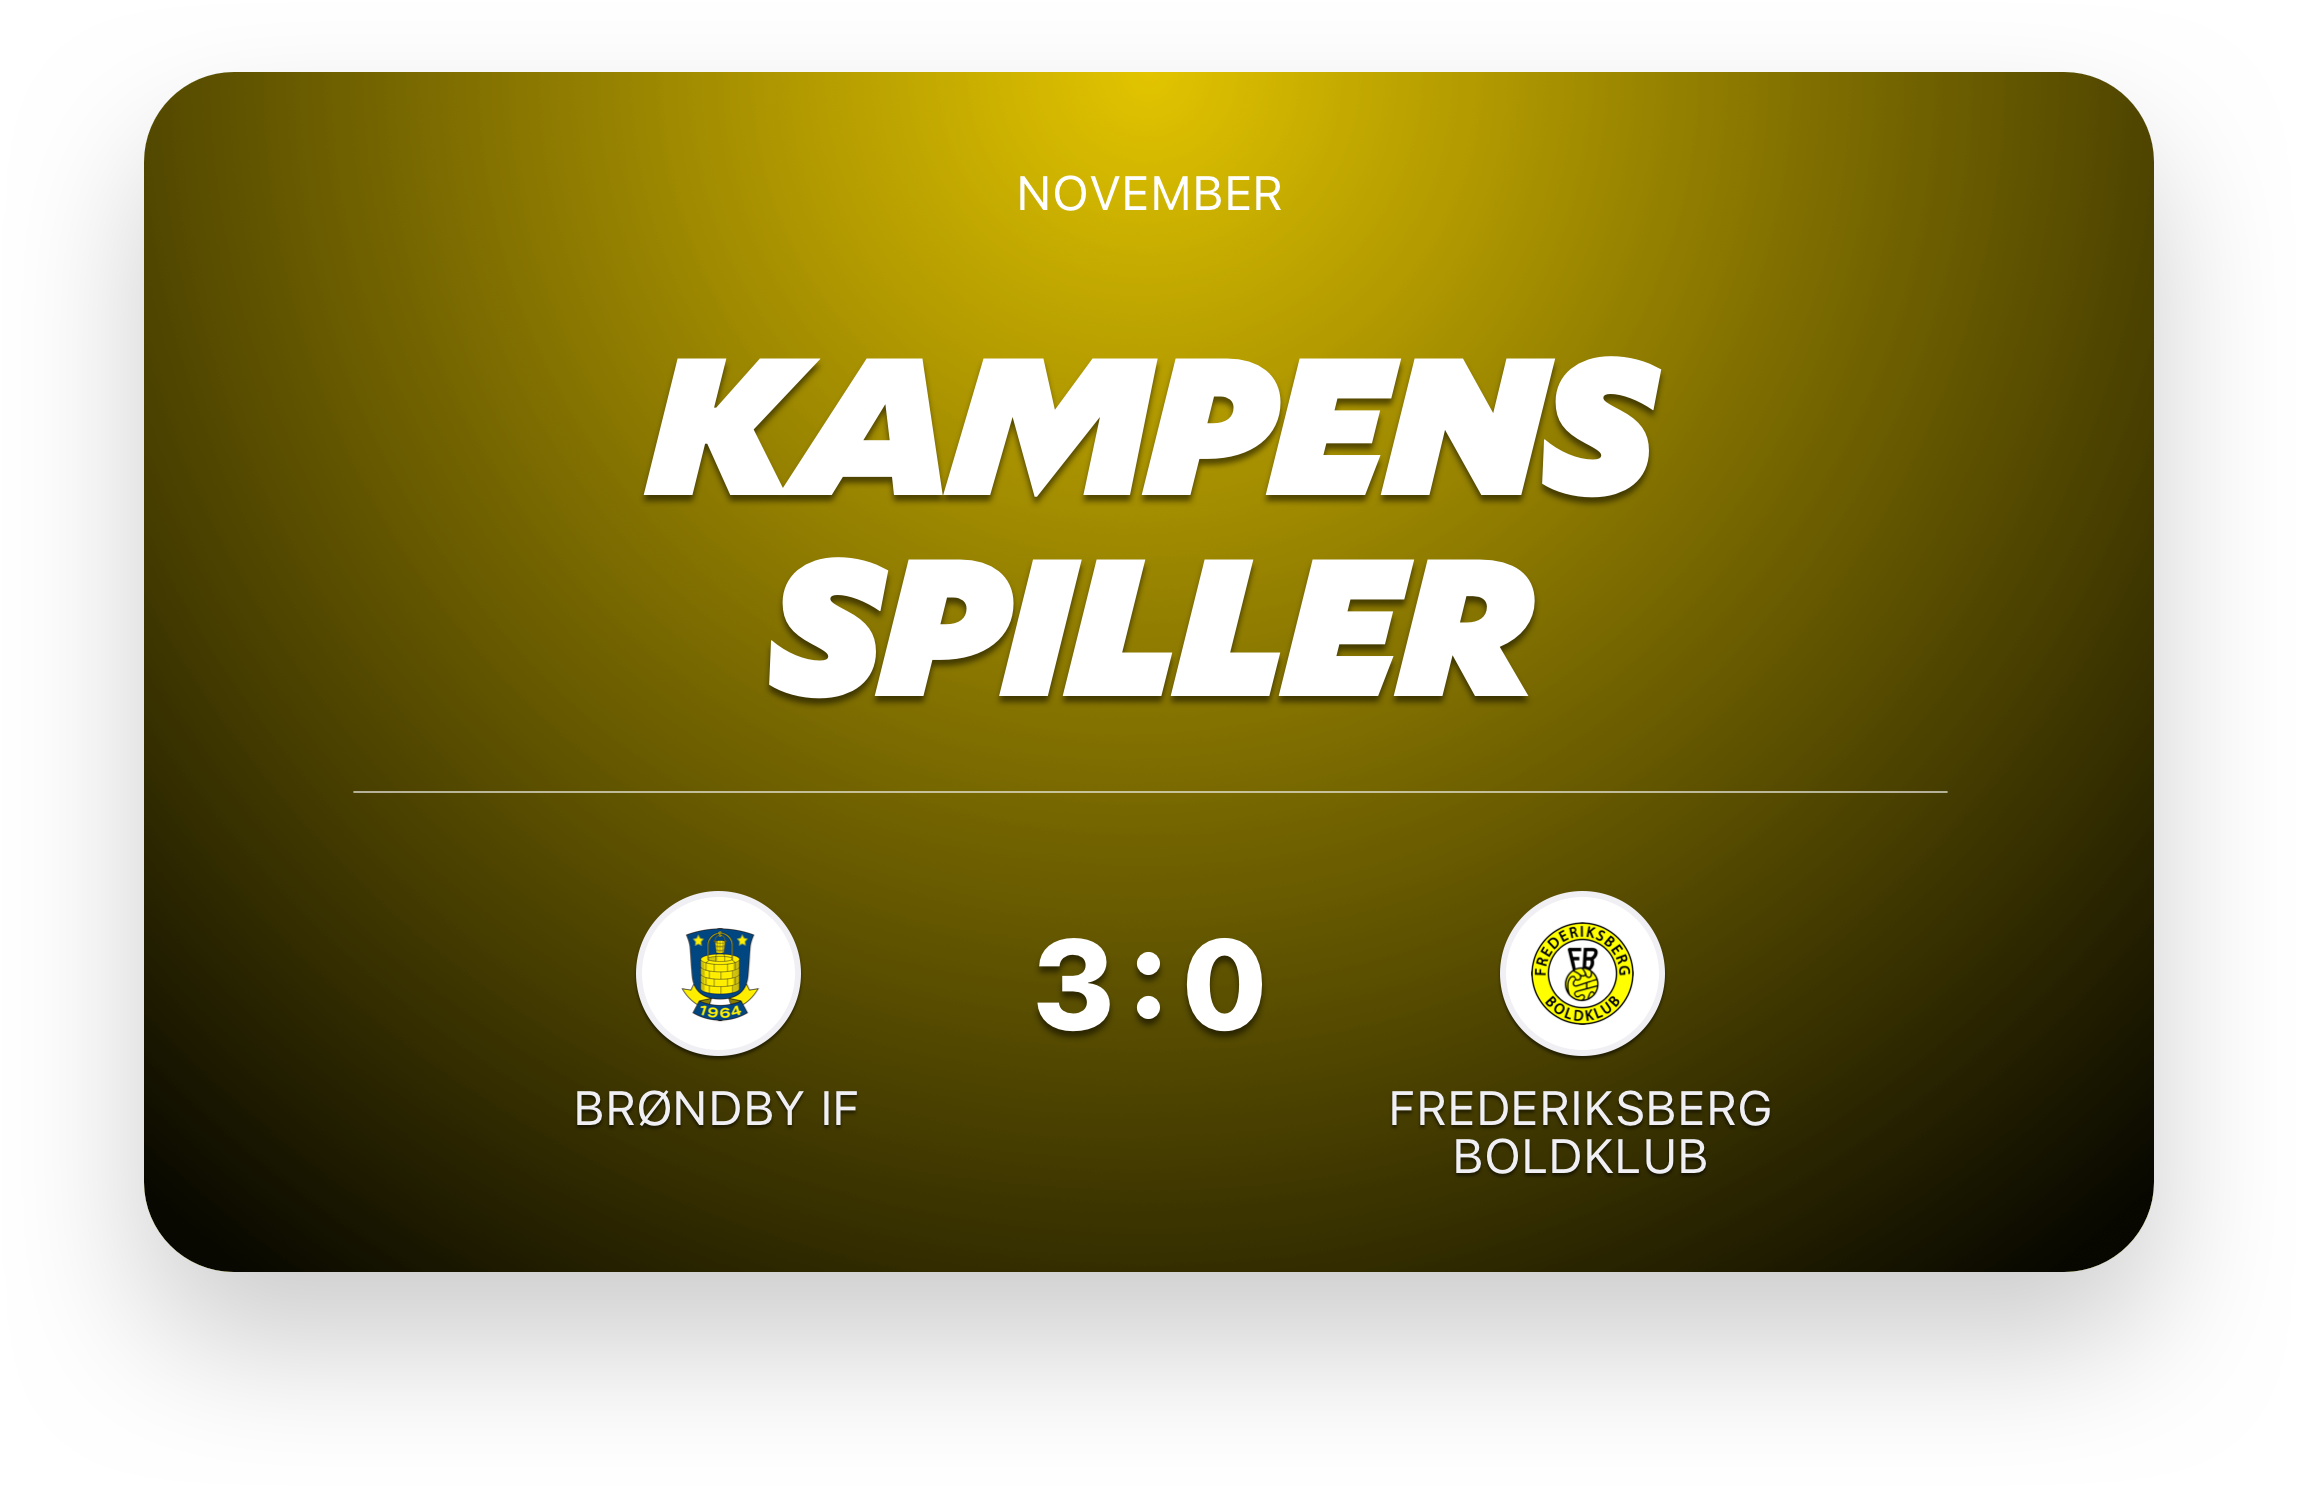 NOVEMBER
KAMPENS
SPILLER
1964
3:0
FREDERIKSBERG
FB
BOLDKLUB
BRØNDBY IF
FREDERIKSBERG
BOLDKLUB